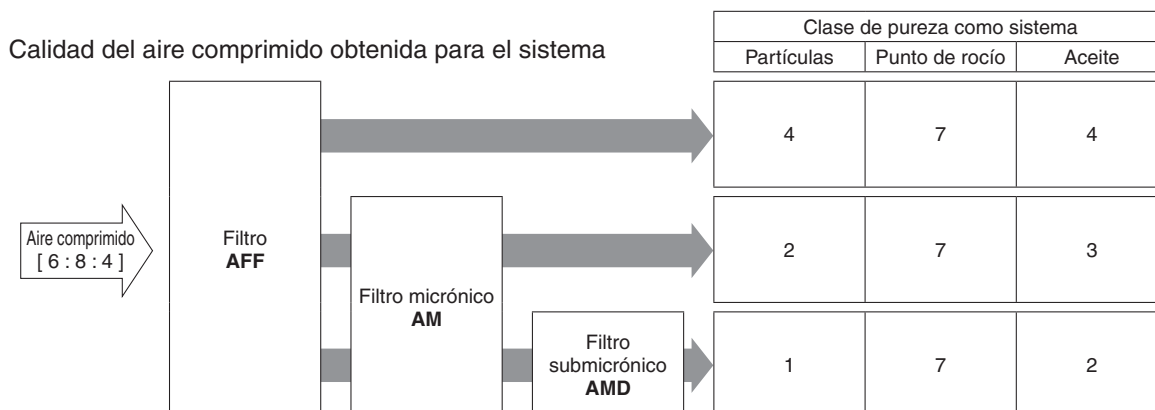 Calidad del aire comprimido obtenida para el sistema
Clase de pureza como sistema
Partículas Punto de rocío Aceite
4 7 4
Aire comprimido
[ 6 : 8 : 4 ]
Filtro
AFF
2 7 3
Filtro micrónico
AM
Filtro
submicrónico
AMD
1 7 2